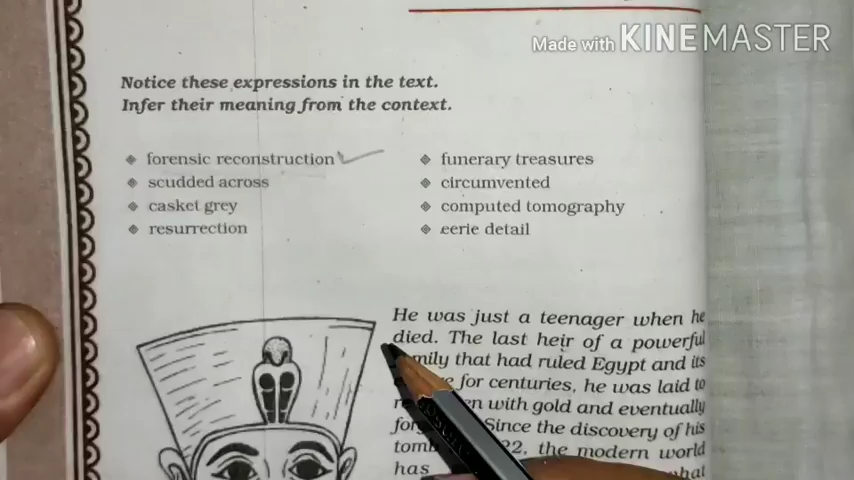 Made with KINEMASTER
Notice these expressions in the text.
Infer their meaning from the context.
forensic reconstruction
scudded across
casket grey
resurrection
funerary treasures
circumvented
computed tomography
eerie detail
He was just a teenager when he
died. The last heir of a powerful
family that had ruled Egypt and its
for centuries, he was laid to
with gold and eventually
Since the discovery of his
tomb the modern world
has